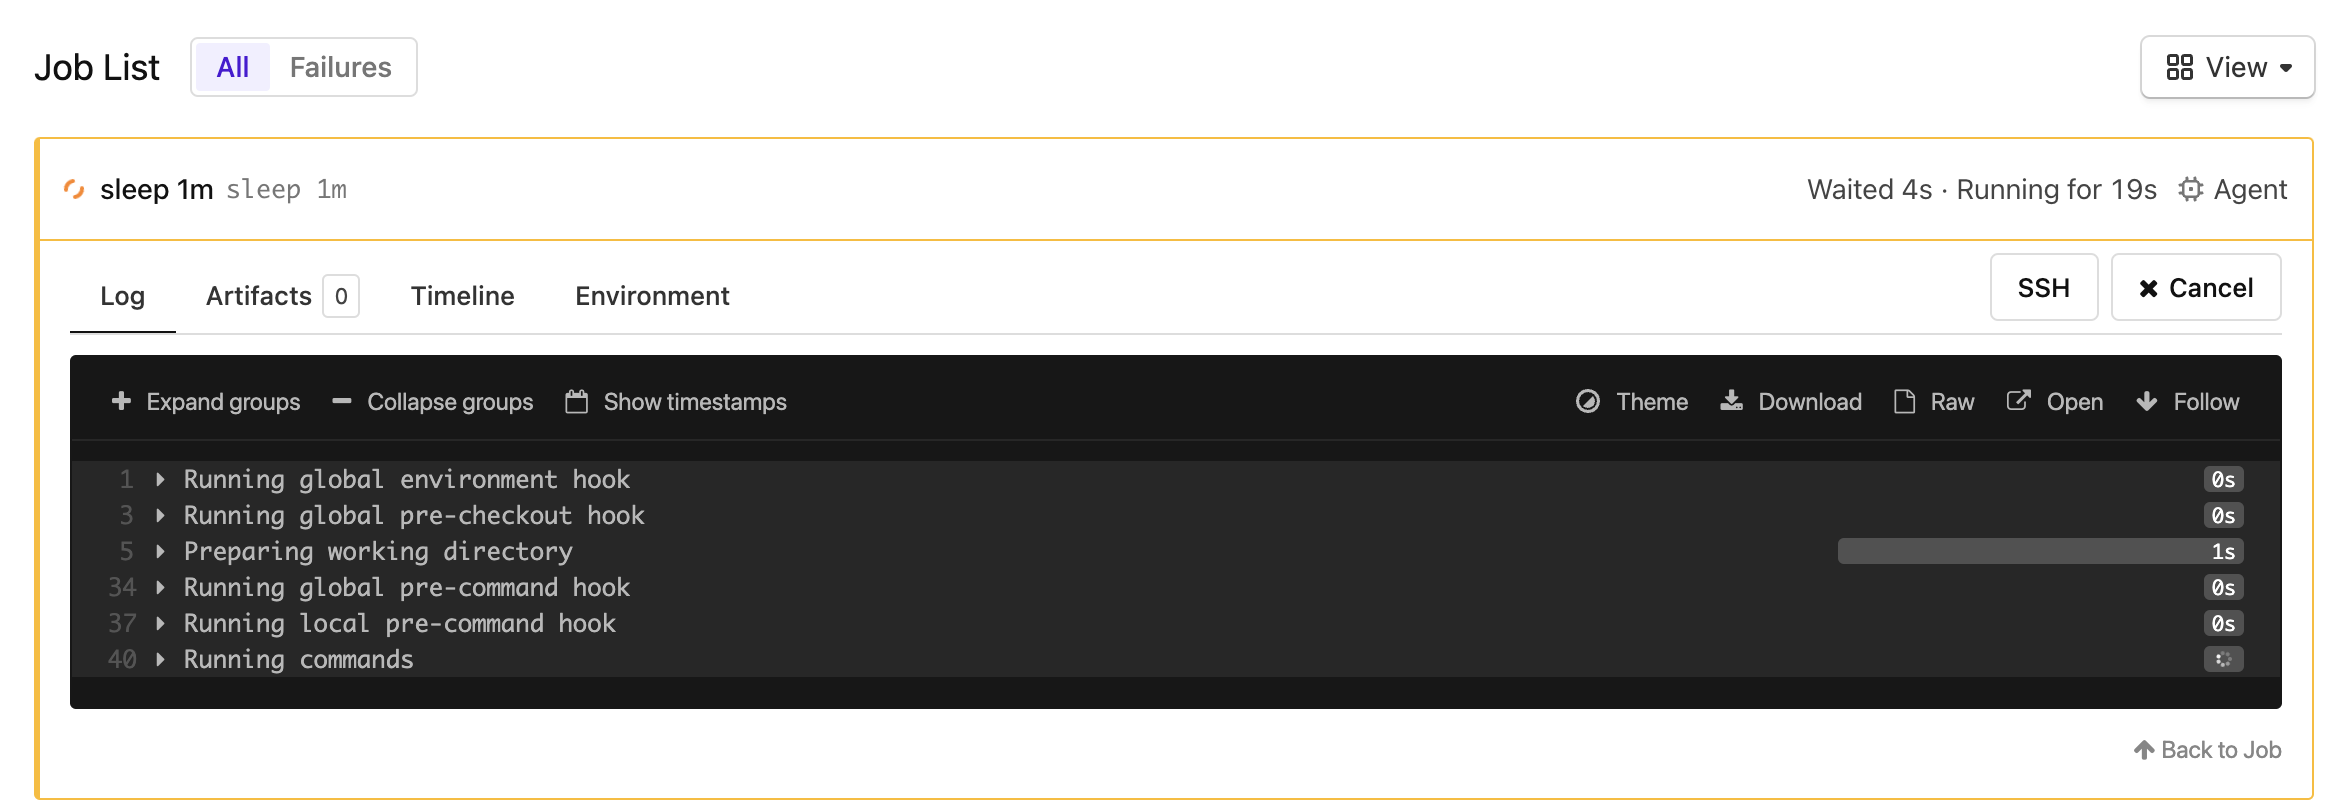 Job List All Failures View
sleep 1m sleep 1m Waited 4s · Running for 19s Agent
Log Artifacts 0 Timeline Environment SSH Cancel
Expand groups Collapse groups Show timestamps Theme Download Raw Open Follow
1 Running global environment hook 0s
3 Running global pre-checkout hook 0s
5 Preparing working directory 1s
34 Running global pre-command hook 0s
37 Running local pre-command hook 0s
40 Running commands
Back to Job